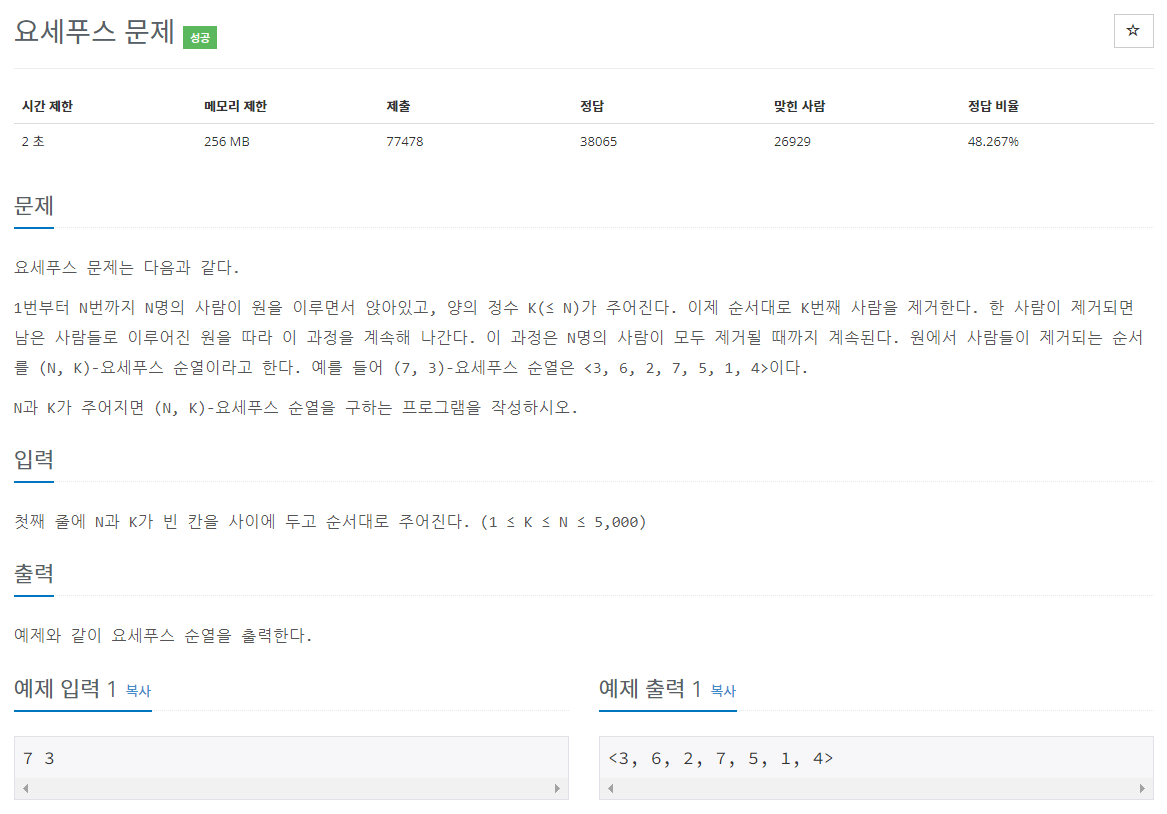 요세푸스 문제 성공
☆
시간 제한 메모리 제한 제출 정답 맞힌 사람 정답 비율
2 초 256 MB 77478 38065 26929 48.267%
문제
요세푸스 문제는 다음과 같다.
1번부터 N번까지 N명의 사람이 원을 이루면서 앉아있고, 양의 정수 K(≤ N)가 주어진다. 이제 순서대로 K번째 사람을 제거한다. 한 사람이 제거되면
남은 사람들로 이루어진 원을 따라 이 과정을 계속해 나간다. 이 과정은 N명의 사람이 모두 제거될 때까지 계속된다. 원에서 사람들이 제거되는 순서
를 (N, K)-요세푸스 순열이라고 한다. 예를 들어 (7, 3)-요세푸스 순열은 <3, 6, 2, 7, 5, 1, 4>이다.
N과 K가 주어지면 (N, K)-요세푸스 순열을 구하는 프로그램을 작성하시오.
입력
첫째 줄에 N과 K가 빈 칸을 사이에 두고 순서대로 주어진다. (1 ≤ K ≤ N ≤ 5,000)
출력
예제와 같이 요세푸스 순열을 출력한다.
예제 입력 1 복사
7 3
예제 출력 1 복사
<3, 6, 2, 7, 5, 1, 4>